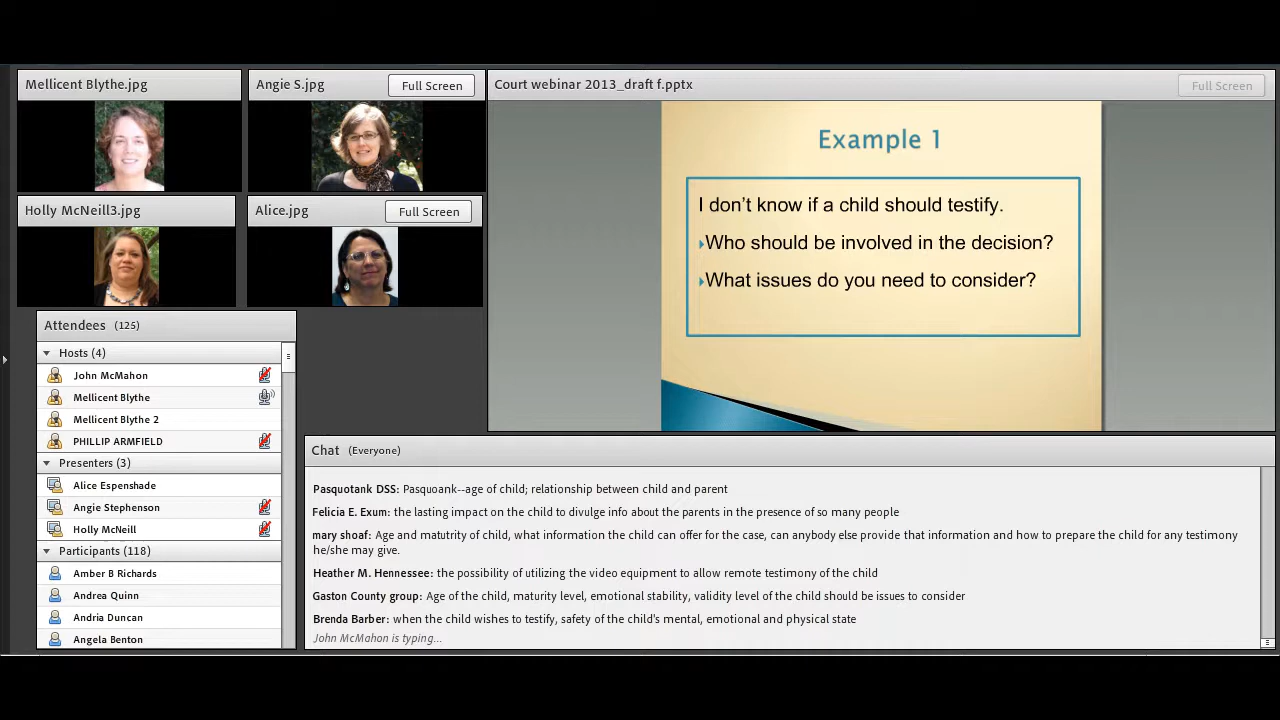 Mellicent Blythe.jpg
Angie S.jpg
Full Screen
Court webinar 2013_draft f.pptx
Full Screen
Holly McNeill3.jpg
Alice.jpg
Full Screen
Example 1
I don't know if a child should testify.
Who should be involved in the decision?
What issues do you need to consider?
Attendees (125)
Hosts (4)
John McMahon
Mellicent Blythe
Mellicent Blythe 2
PHILLIP ARMFIELD
Presenters (3)
Alice Espenshade
Angie Stephenson
Holly McNeill
Participants (118)
Amber B Richards
Andrea Quinn
Andria Duncan
Angela Benton
Chat (Everyone)
Pasquotank DSS: Pasquoank--age of child; relationship between child and parent
Felicia E. Exum: the lasting impact on the child to divulge info about the parents in the presence of so many people
mary shoaf: Age and matutrity of child, what information the child can offer for the case, can anybody else provide that information and how to prepare the child for any testimony
he/she may give.
Heather M. Hennessee: the possibility of utilizing the video equipment to allow remote testimony of the child
Gaston County group: Age of the child, maturity level, emotional stability, validity level of the child should be issues to consider
Brenda Barber: when the child wishes to testify, safety of the child's mental, emotional and physical state
John McMahon is typing...